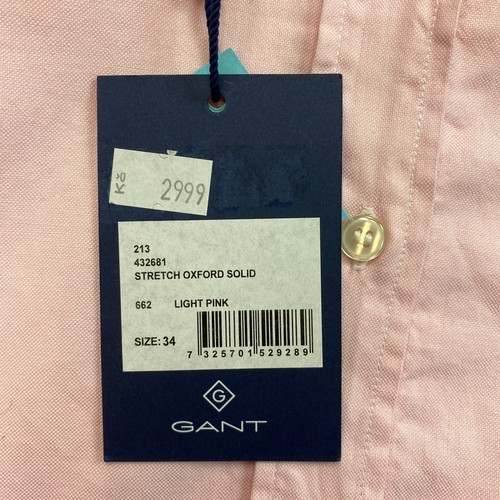 Kč 2999
213
432681
STRETCH OXFORD SOLID
662 LIGHT PINK
SIZE: 34
7 325701 529289
G
GANT